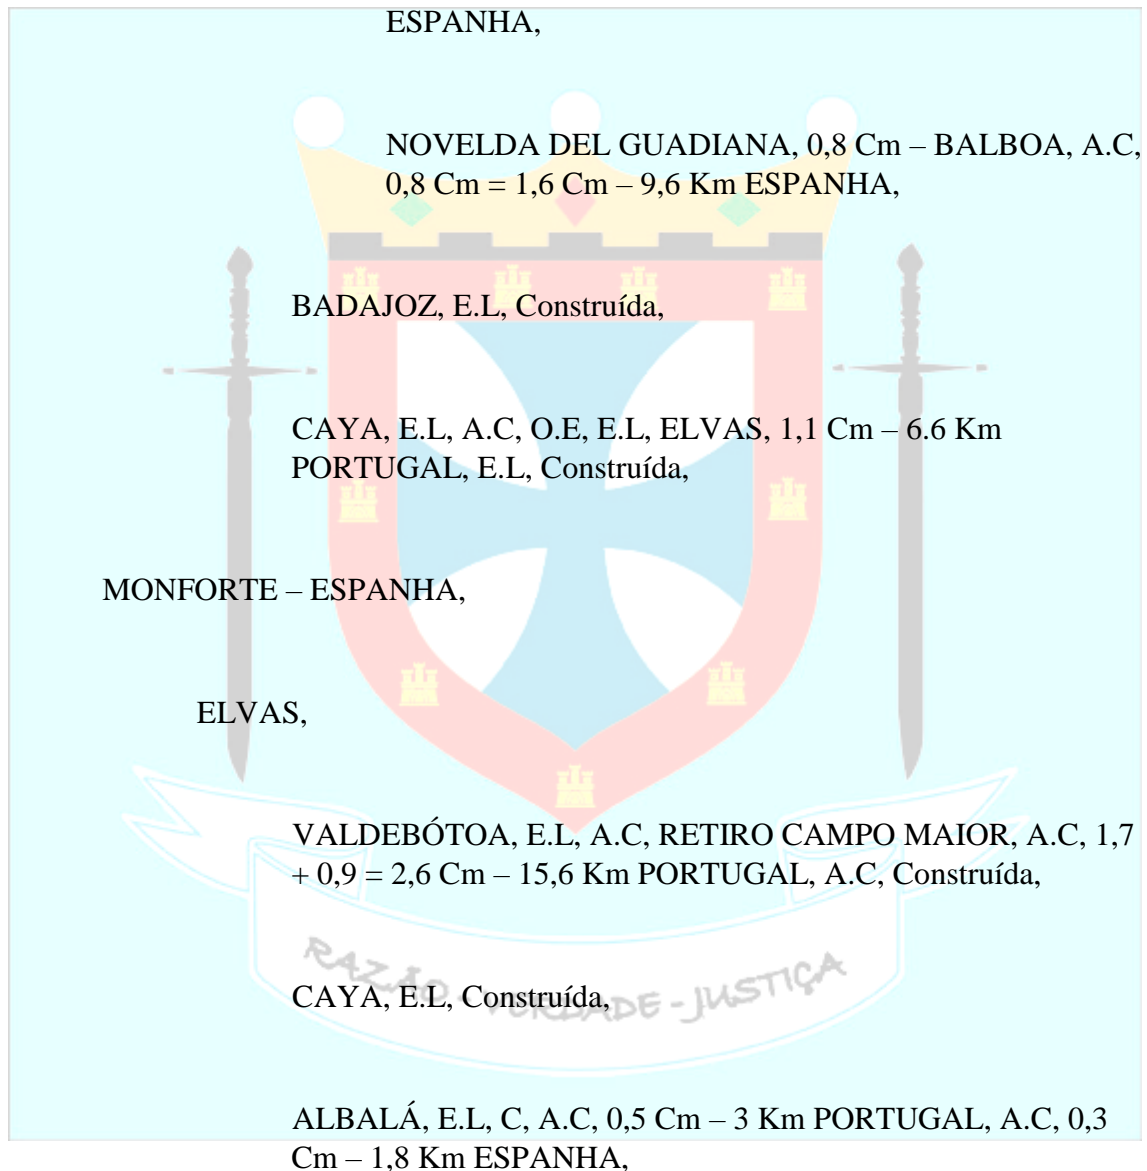 ESPANHA,
NOVELDA DEL GUADIANA, 0,8 Cm – BALBOA, A.C,
0,8 Cm = 1,6 Cm – 9,6 Km ESPANHA,
BADAJOZ, E.L, Construída,
CAYA, E.L, A.C, O.E, E.L, ELVAS, 1,1 Cm – 6.6 Km
PORTUGAL, E.L, Construída,
MONFORTE – ESPANHA,
ELVAS,
VALDEBÓTOA, E.L, A.C, RETIRO CAMPO MAIOR, A.C, 1,7
+ 0,9 = 2,6 Cm – 15,6 Km PORTUGAL, A.C, Construída,
RAZÃO - VERDADE - JUSTIÇA
CAYA, E.L, Construída,
ALBALÁ, E.L, C, A.C, 0,5 Cm – 3 Km PORTUGAL, A.C, 0,3
Cm – 1,8 Km ESPANHA,